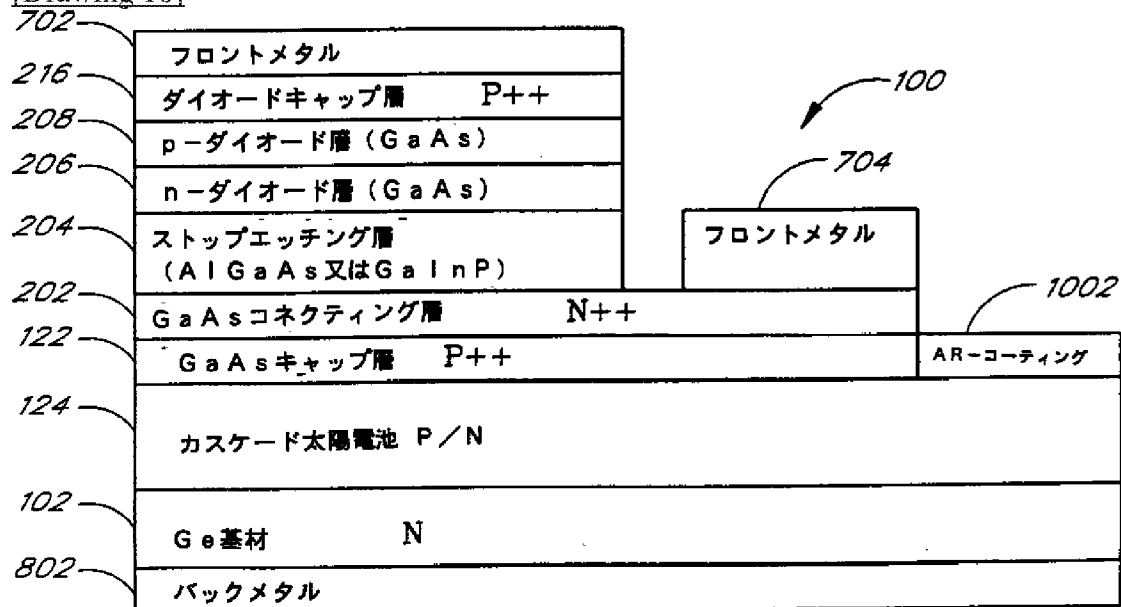 702
フロントメタル
216
ダイオードキャップ層 P++
100
208
p-ダイオード層(GaAs)
206
n-ダイオード層(GaAs)
704
204
ストップエッチング層
(AlGaAs又はGaInP)
フロントメタル
202
GaAsコネクティング層 N++
1002
122
GaAsキャップ層 P++
AR-コーティング
124
カスケード太陽電池 P/N
102
Ge基材 N
802
バックメタル